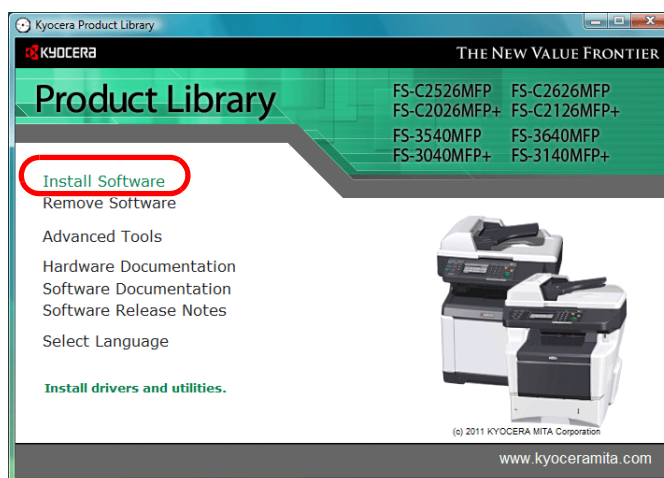 Kyocera Product Library
KYOCERA
THE NEW VALUE FRONTIER
Product Library
FS-C2526MFP FS-C2626MFP
FS-C2026MFP+ FS-C2126MFP+
FS-3540MFP FS-3640MFP
FS-3040MFP+ FS-3140MFP+
Install Software
Remove Software
Advanced Tools
Hardware Documentation
Software Documentation
Software Release Notes
Select Language
Install drivers and utilities.
(c) 2011 KYOCERA MITA Corporation
www.kyoceramita.com